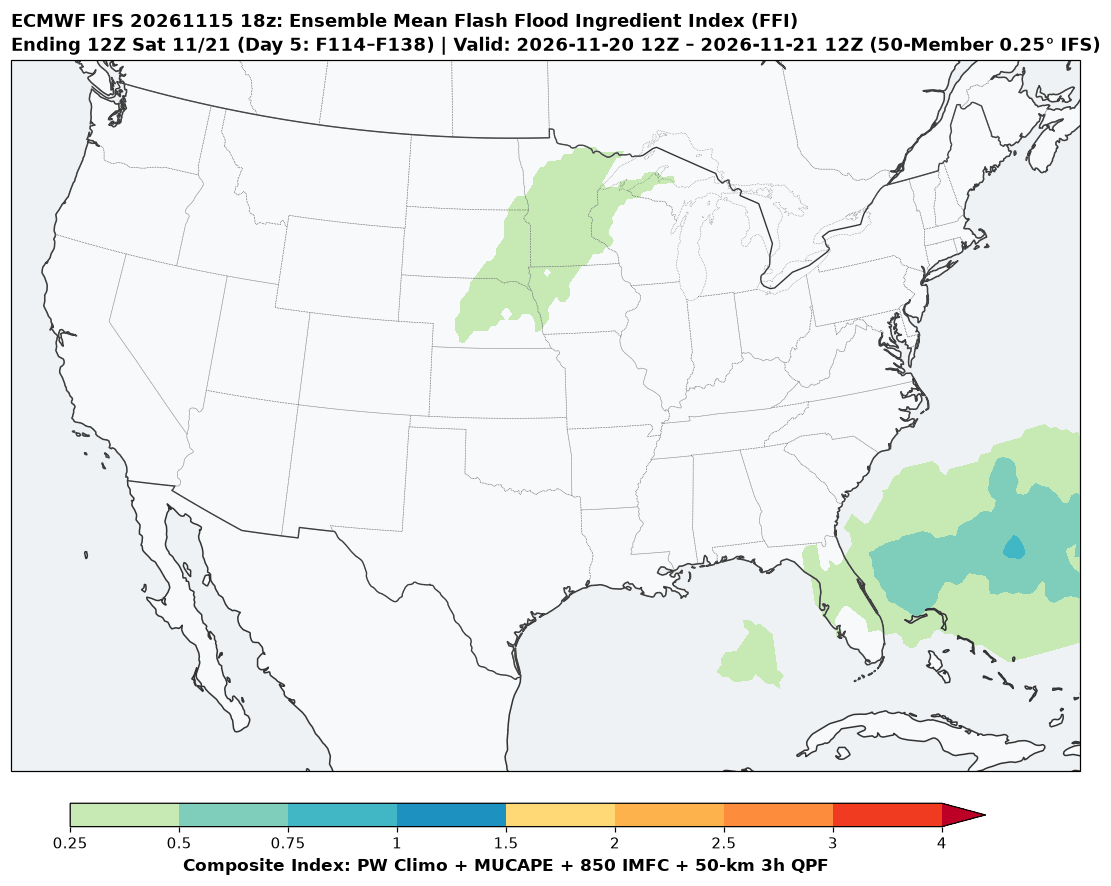 ECMWF IFS 20261115 18z: Ensemble Mean Flash Flood Ingredient Index (FFI)
Ending 12Z Sat 11/21 (Day 5: F114–F138) | Valid: 2026-11-20 12Z – 2026-11-21 12Z (50-Member 0.25° IFS)
0.25 0.5 0.75 1 1.5 2 2.5 3 4
Composite Index: PW Climo + MUCAPE + 850 IMFC + 50-km 3h QPF